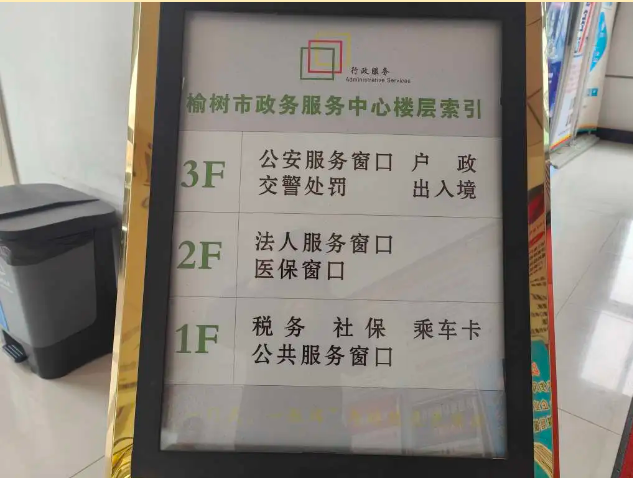 行政服务
Administrative Services
榆树市政务服务中心楼层索引
3F
公安服务窗口 户 政
交警处罚 出入境
2F
法人服务窗口
医保窗口
1F
税务 社保 乘车卡
公共服务窗口